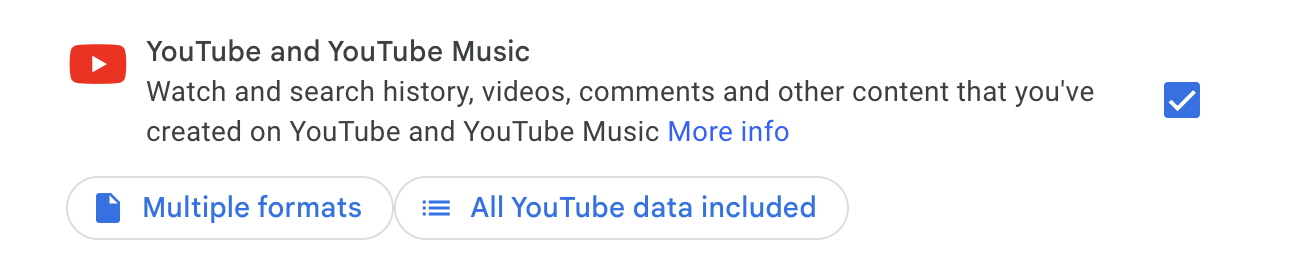 YouTube and YouTube Music
Watch and search history, videos, comments and other content that you've
created on YouTube and YouTube Music More info
Multiple formats
All YouTube data included